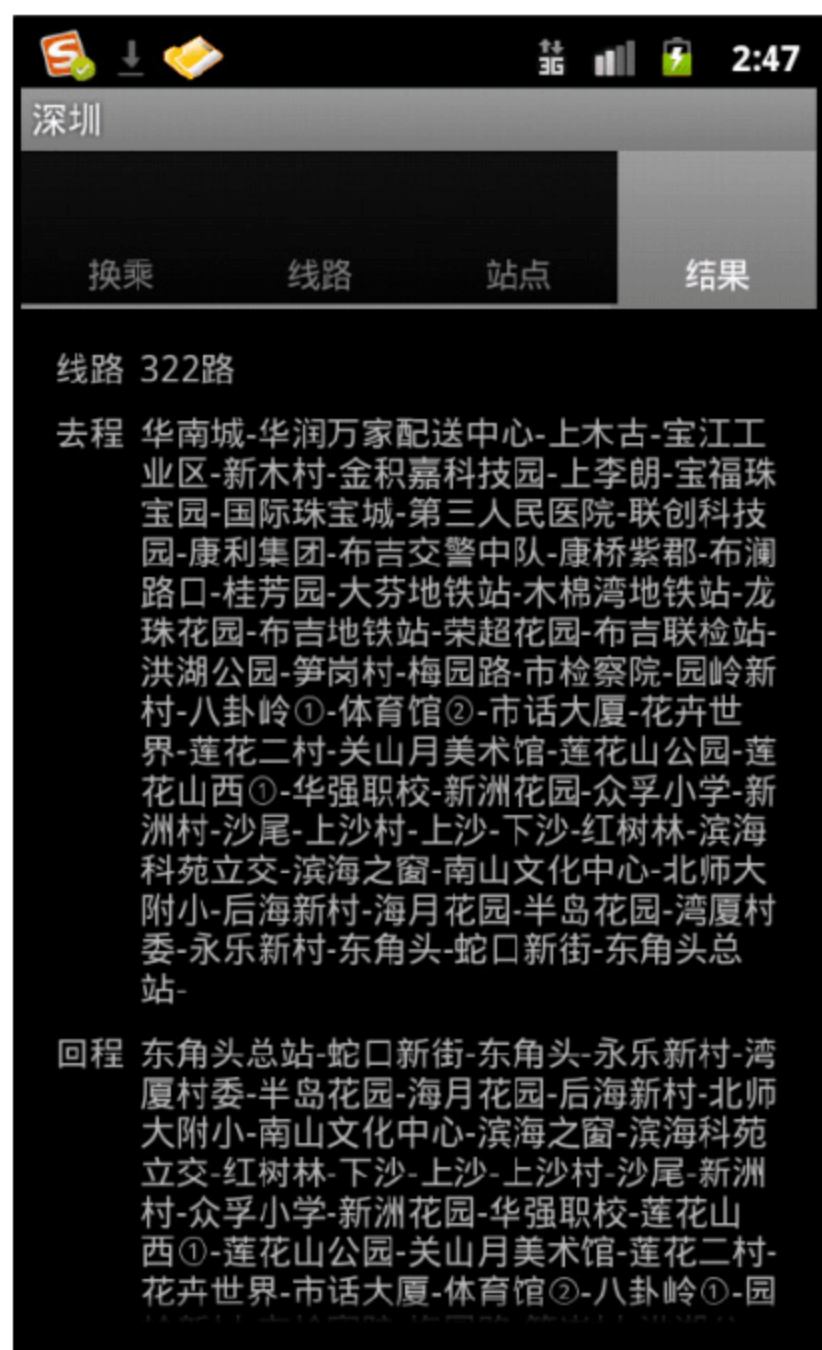 3G 2:47
深圳
换乘 线路 站点 结果
线路 322路
去程 华南城-华润万家配送中心-上木古-宝江工
业区-新木村-金积嘉科技园-上李朗-宝福珠
宝园-国际珠宝城-第三人民医院-联创科技
园-康利集团-布吉交警中队-康桥紫郡-布澜
路口-桂芳园-大芬地铁站-木棉湾地铁站-龙
珠花园-布吉地铁站-荣超花园-布吉联检站-
洪湖公园-笋岗村-梅园路-市检察院-园岭新
村-八卦岭①-体育馆②-市话大厦-花卉世
界-莲花二村-关山月美术馆-莲花山公园-莲
花山西①-华强职校-新洲花园-众孚小学-新
洲村-沙尾-上沙村-上沙-下沙-红树林-滨海
科苑立交-滨海之窗-南山文化中心-北师大
附小-后海新村-海月花园-半岛花园-湾厦村
委-永乐新村-东角头-蛇口新街-东角头总
站-
回程 东角头总站-蛇口新街-东角头-永乐新村-湾
厦村委-半岛花园-海月花园-后海新村-北师
大附小-南山文化中心-滨海之窗-滨海科苑
立交-红树林-下沙-上沙-上沙村-沙尾-新洲
村-众孚小学-新洲花园-华强职校-莲花山
西①-莲花山公园-关山月美术馆-莲花二村-
花卉世界-市话大厦-体育馆②-八卦岭①-园